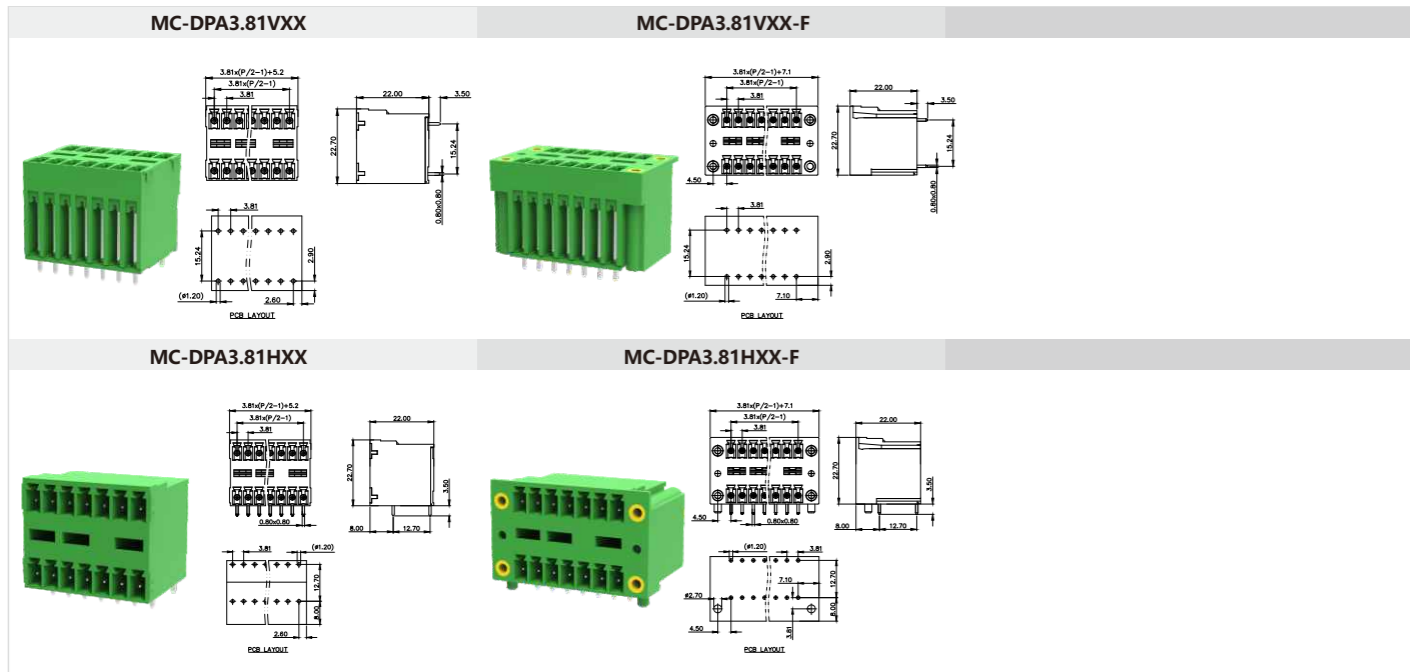 MC-DPA3.81VXX
MC-DPA3.81VXX-F
3.81x(P/2-1)+5.2
3.81x(P/2-1)
3.81
22.00
3.50
22.70
15.24
0.80x0.80
3.81
15.24
2.90
(ø1.20)
2.60
PCB LAYOUT
3.81x(P/2-1)+7.1
3.81x(P/2-1)
3.81
22.00
3.50
22.70
15.24
4.50
0.80x0.80
3.81
15.24
2.90
(ø1.20)
7.10
PCB LAYOUT
MC-DPA3.81HXX
MC-DPA3.81HXX-F
3.81x(P/2-1)+5.2
3.81x(P/2-1)
3.81
22.00
22.70
3.50
0.80x0.80
8.00
12.70
3.81
(ø1.20)
12.70
8.00
2.60
PCB LAYOUT
3.81x(P/2-1)+7.1
3.81x(P/2-1)
3.81
22.00
22.70
3.50
4.50
0.80x0.80
8.00
12.70
(ø1.20)
3.81
7.10
12.70
ø2.70
8.00
4.50
3.81
PCB LAYOUT